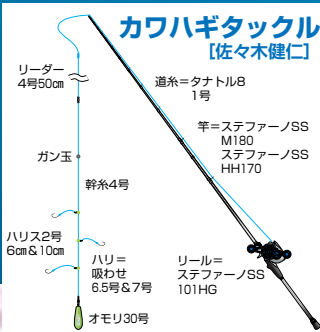 カワハギタックル
[佐々木健仁]
リーダー
4号50㎝
道糸＝タナトル8
1号
竿＝ステファーノSS
M180
ステファーノSS
HH170
ガン玉
幹糸4号
ハリス2号
6㎝＆10㎝
ハリ＝
吸わせ
6.5号＆7号
リール＝
ステファーノSS
101HG
オモリ30号